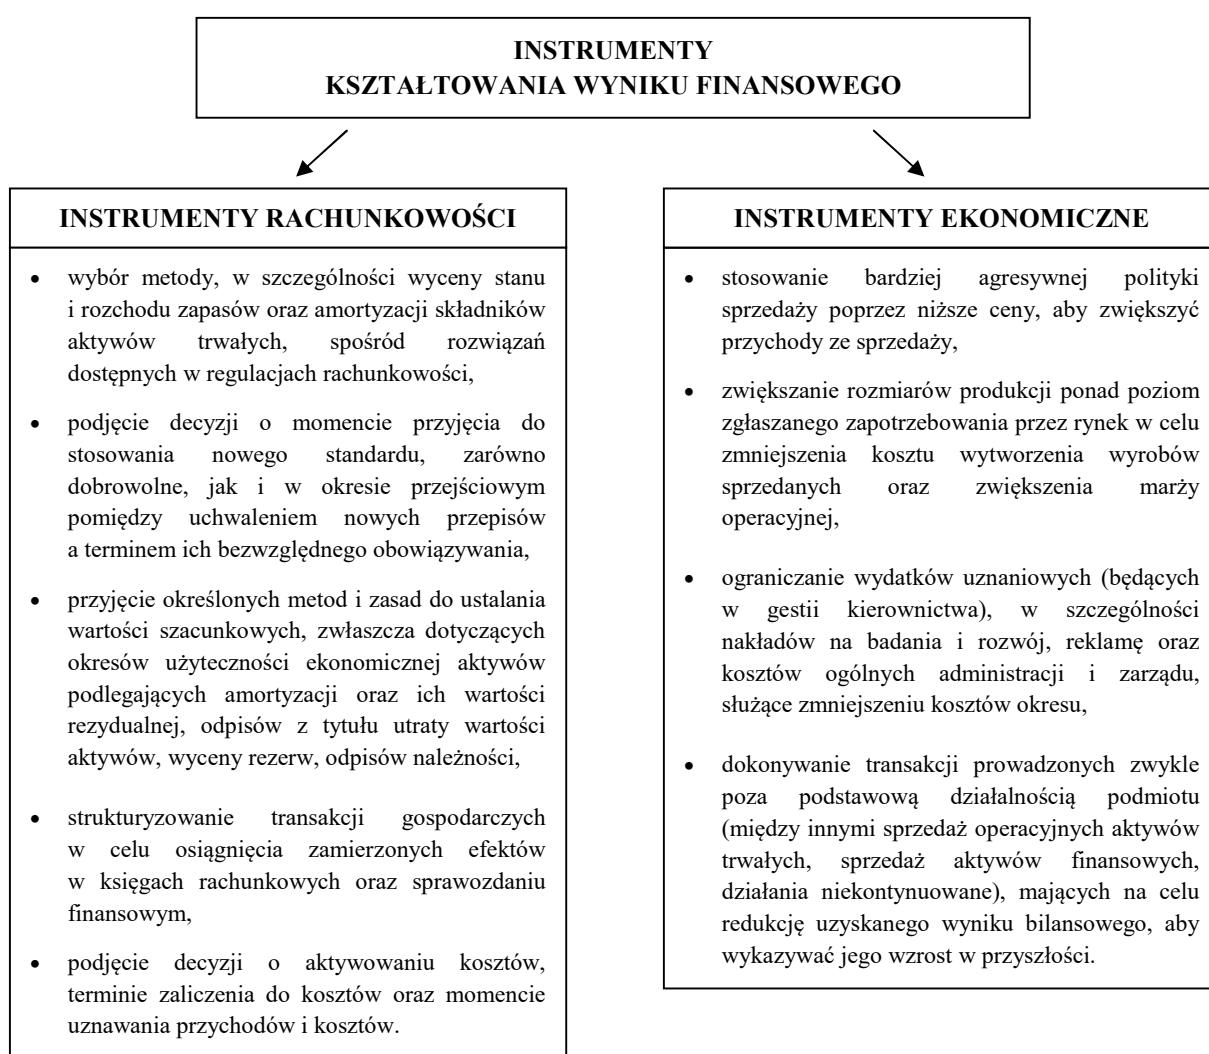 INSTRUMENTY
KSZTAŁTOWANIA WYNIKU FINANSOWEGO
INSTRUMENTY RACHUNKOWOŚCI
• wybór metody, w szczególności wyceny stanu
i rozchodu zapasów oraz amortyzacji składników
aktywów trwałych, spośród rozwiązań
dostępnych w regulacjach rachunkowości,
• podjęcie decyzji o momencie przyjęcia do
stosowania nowego standardu, zarówno
dobrowolne, jak i w okresie przejściowym
pomiędzy uchwaleniem nowych przepisów
a terminem ich bezwzględnego obowiązywania,
• przyjęcie określonych metod i zasad do ustalania
wartości szacunkowych, zwłaszcza dotyczących
okresów użyteczności ekonomicznej aktywów
podlegających amortyzacji oraz ich wartości
rezydualnej, odpisów z tytułu utraty wartości
aktywów, wyceny rezerw, odpisów należności,
• strukturyzowanie transakcji gospodarczych
w celu osiągnięcia zamierzonych efektów
w księgach rachunkowych oraz sprawozdaniu
finansowym,
• podjęcie decyzji o aktywowaniu kosztów,
terminie zaliczenia do kosztów oraz momencie
uznawania przychodów i kosztów.
INSTRUMENTY EKONOMICZNE
• stosowanie bardziej agresywnej polityki
sprzedaży poprzez niższe ceny, aby zwiększyć
przychody ze sprzedaży,
• zwiększanie rozmiarów produkcji ponad poziom
zgłaszanego zapotrzebowania przez rynek w celu
zmniejszenia kosztu wytworzenia wyrobów
sprzedanych oraz zwiększenia marży
operacyjnej,
• ograniczanie wydatków uznaniowych (będących
w gestii kierownictwa), w szczególności
nakładów na badania i rozwój, reklamę oraz
kosztów ogólnych administracji i zarządu,
służące zmniejszeniu kosztów okresu,
• dokonywanie transakcji prowadzonych zwykle
poza podstawową działalnością podmiotu
(między innymi sprzedaż operacyjnych aktywów
trwałych, sprzedaż aktywów finansowych,
działania niekontynuowane), mających na celu
redukcję uzyskanego wyniku bilansowego, aby
wykazywać jego wzrost w przyszłości.